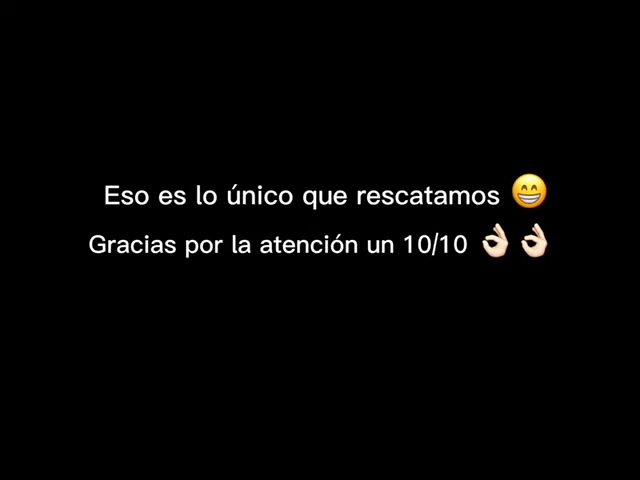 Eso es lo único que rescatamos 😁
Gracias por la atención un 10/10 👌🏻👌🏻